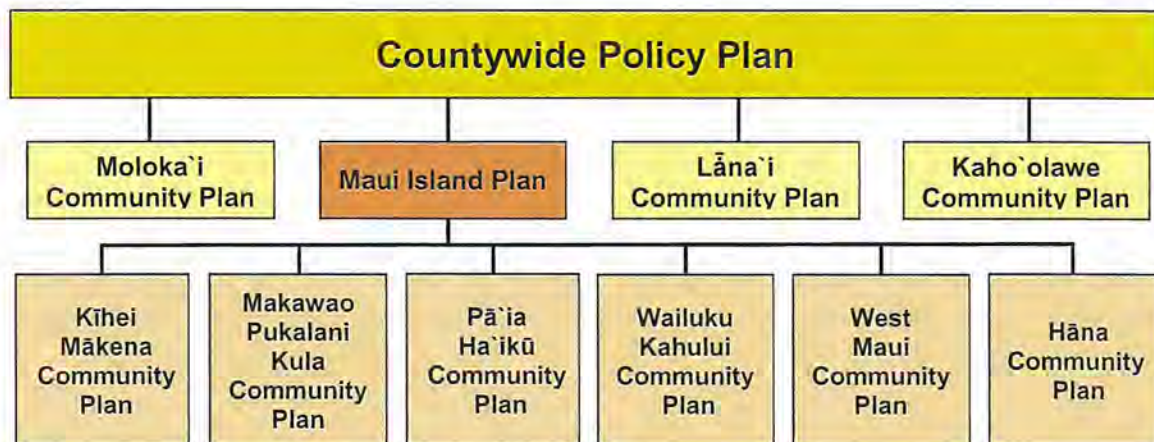 Countywide Policy Plan
Moloka`i
Community Plan
Maui Island Plan
Lāna`i
Community Plan
Kaho`olawe
Community Plan
Kīhei
Mākena
Community
Plan
Makawao
Pukalani
Kula
Community
Plan
Pā`ia
Ha`ikū
Community
Plan
Wailuku
Kahului
Community
Plan
West
Maui
Community
Plan
Hāna
Community
Plan